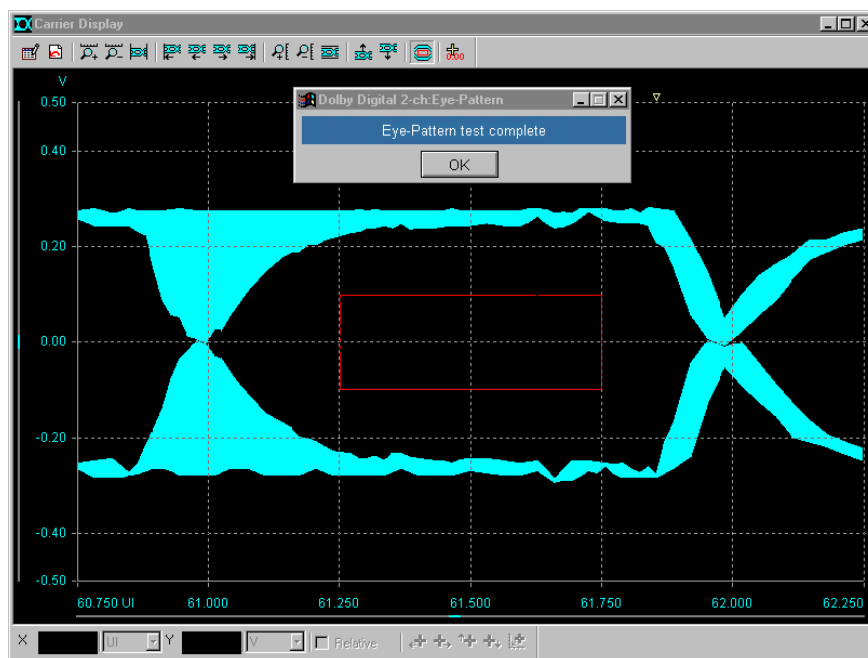 Carrier Display
0.00
V
0.50
Dolby Digital 2-ch:Eye-Pattern
Eye-Pattern test complete
OK
0.40
0.20
0.00
-0.20
-0.40
-0.50
60.750 UI 61.000 61.250 61.500 61.750 62.000 62.250
X UI Y V Relative